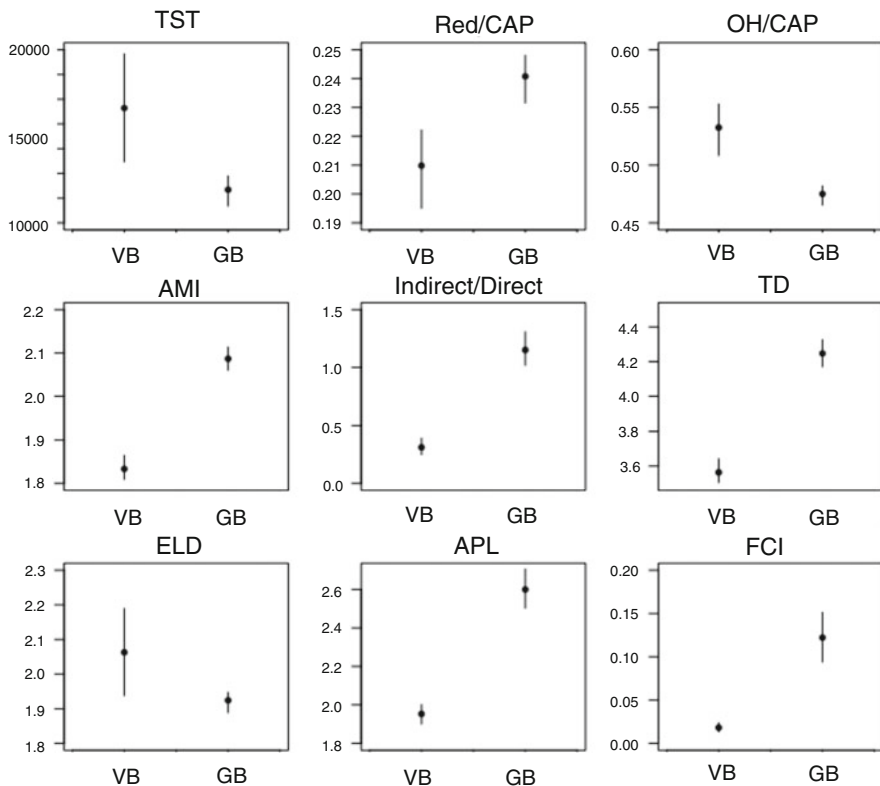 TST
20000
15000
10000
VB GB
Red/CAP
0.25
0.24
0.23
0.22
0.21
0.20
0.19
VB GB
OH/CAP
0.60
0.55
0.50
0.45
VB GB
AMI
2.2
2.1
2.0
1.9
1.8
VB GB
Indirect/Direct
1.5
1.0
0.5
0.0
VB GB
TD
4.4
4.2
4.0
3.8
3.6
VB GB
ELD
2.3
2.2
2.1
2.0
1.9
1.8
VB GB
APL
2.6
2.4
2.2
2.0
1.8
VB GB
FCI
0.20
0.15
0.10
0.05
0.00
VB GB